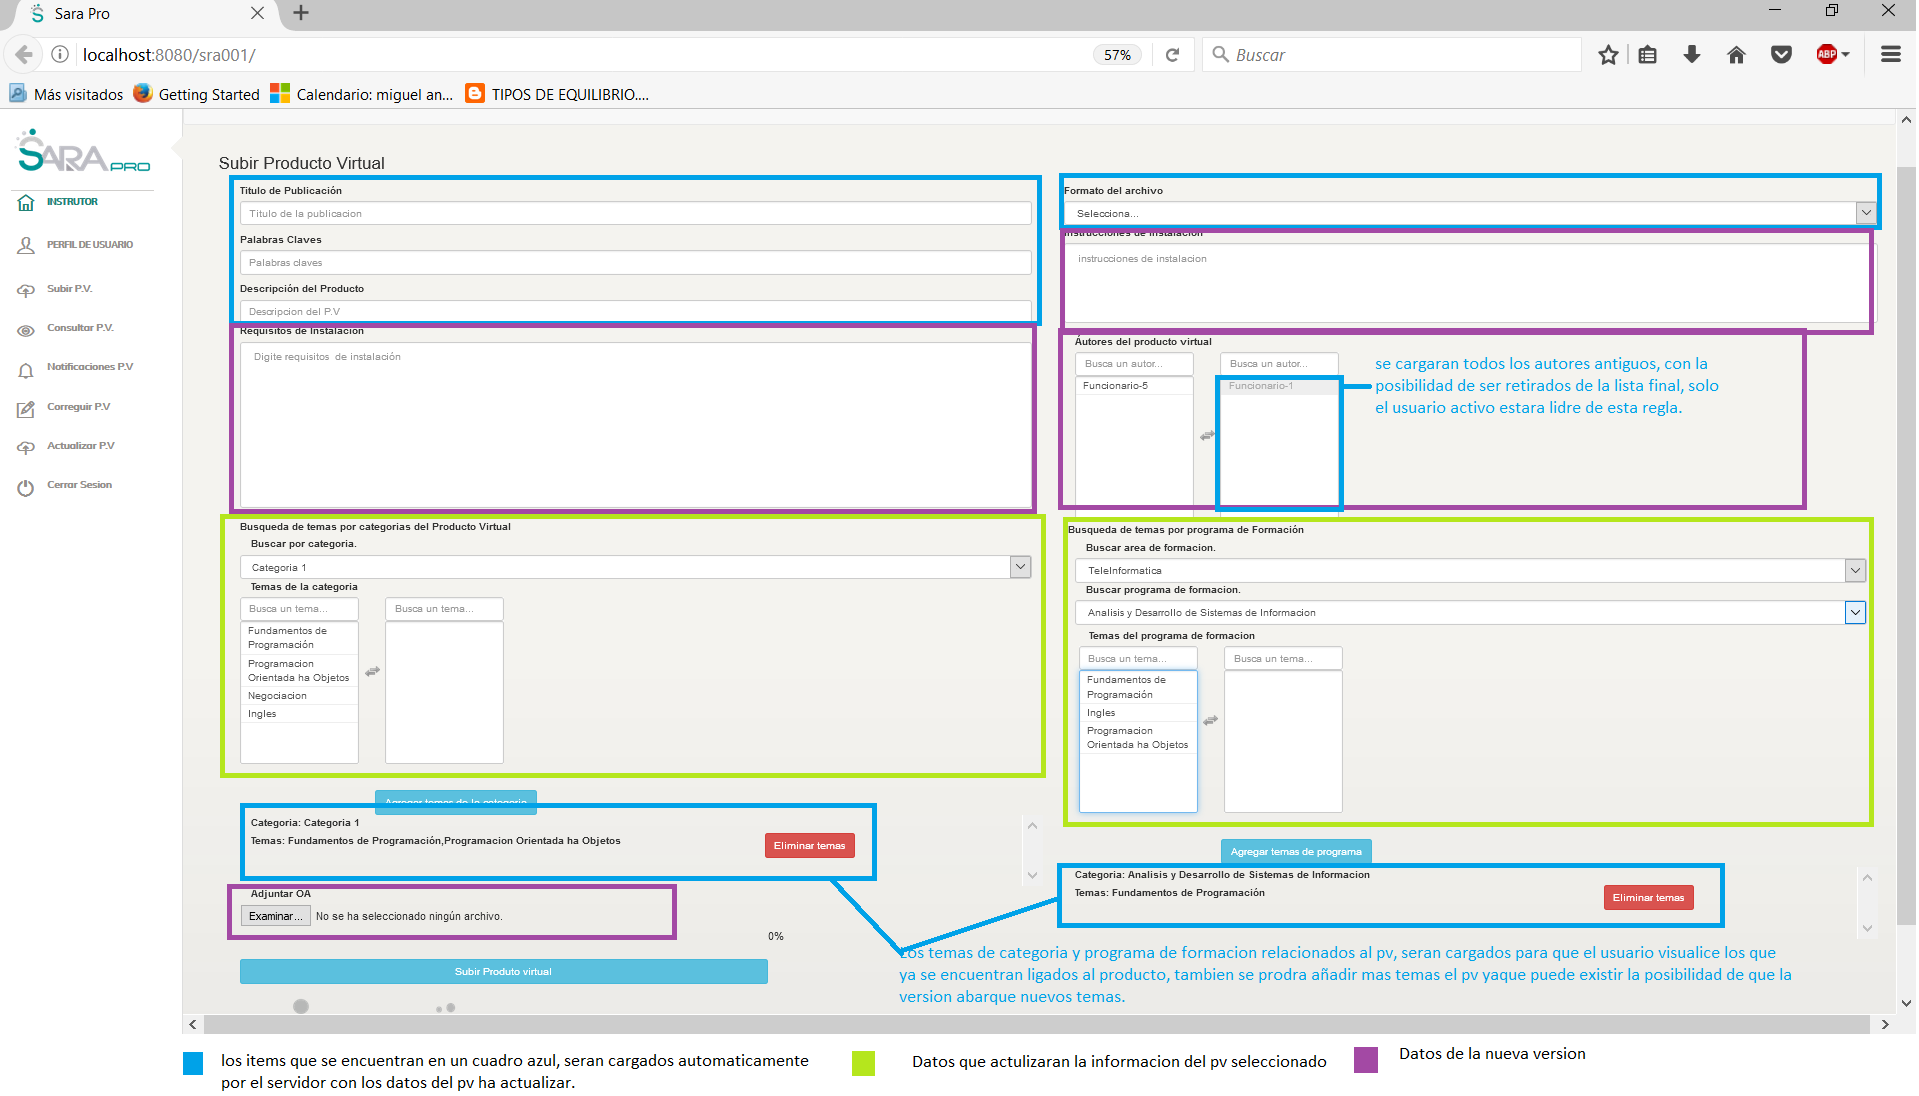 Sara Pro
localhost:8080/sra001/
57%
Buscar
ABP
Más visitados
Getting Started
Calendario: miguel an...
TIPOS DE EQUILIBRIO....
SARA PRO
INSTRUTOR
PERFIL DE USUARIO
Subir P.V.
Consultar P.V.
Notificaciones P.V
Correguir P.V
Actualizar P.V
Cerrar Sesion
Subir Producto Virtual
Titulo de Publicación
Titulo de la publicacion
Palabras Claves
Palabras claves
Descripción del Producto
Descripcion del P.V
Requisitos de Instalación
Digite requisitos de instalación
Formato del archivo
Selecciona...
Instrucciones de Instalación
instrucciones de instalacion
Autores del producto virtual
Busca un autor...
Busca un autor...
Funcionario-5
Funcionario-1
se cargaran todos los autores antiguos, con la
posibilidad de ser retirados de la lista final, solo
el usuario activo estara lidre de esta regla.
Busqueda de temas por categorias del Producto Virtual
Buscar por categoria.
Categoria 1
Temas de la categoria
Busca un tema...
Busca un tema...
Fundamentos de
Programación
Programacion
Orientada ha Objetos
Negociacion
Ingles
Agregar temas de la categoria
Busqueda de temas por programa de Formación
Buscar area de formacion.
TeleInformatica
Buscar programa de formacion.
Analisis y Desarrollo de Sistemas de Informacion
Temas del programa de formacion
Busca un tema...
Busca un tema...
Fundamentos de
Programación
Ingles
Programacion
Orientada ha Objetos
Agregar temas de programa
Categoria: Categoria 1
Temas: Fundamentos de Programación,Programacion Orientada ha Objetos
Eliminar temas
Categoria: Analisis y Desarrollo de Sistemas de Informacion
Temas: Fundamentos de Programación
Eliminar temas
Adjuntar OA
Examinar...
No se ha seleccionado ningún archivo.
0%
Subir Produto virtual
Los temas de categoria y programa de formacion relacionados al pv, seran cargados para que el usuario visualice los que
ya se encuentran ligados al producto, tambien se prodra añadir mas temas el pv yaque puede existir la posibilidad de que la
version abarque nuevos temas.
los items que se encuentran en un cuadro azul, seran cargados automaticamente
por el servidor con los datos del pv ha actualizar.
Datos que actulizaran la informacion del pv seleccionado
Datos de la nueva version